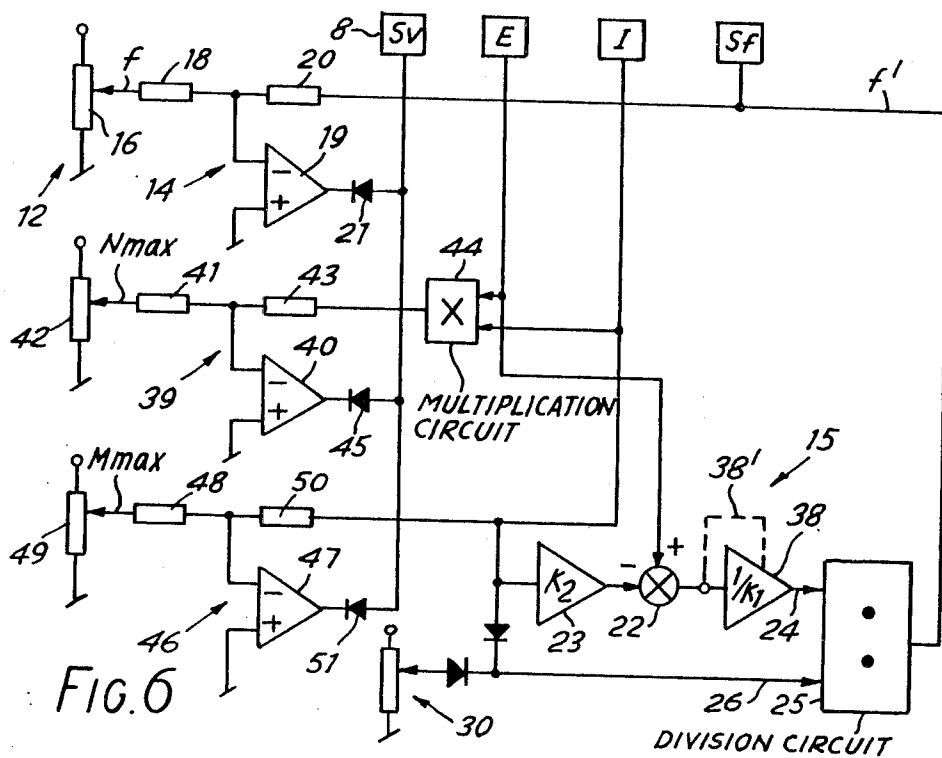 8 Sv E I Sf
18 20
f f'
16 19
12 14 21
Nmax 41 43 44
X
42 40
39 45 MULTIPLICATION
CIRCUIT
Mmax 48 50 15
38' 38
49 47 K2 − + 1/K1
46 51 23 22 24
FIG.6 30 26 25
DIVISION CIRCUIT